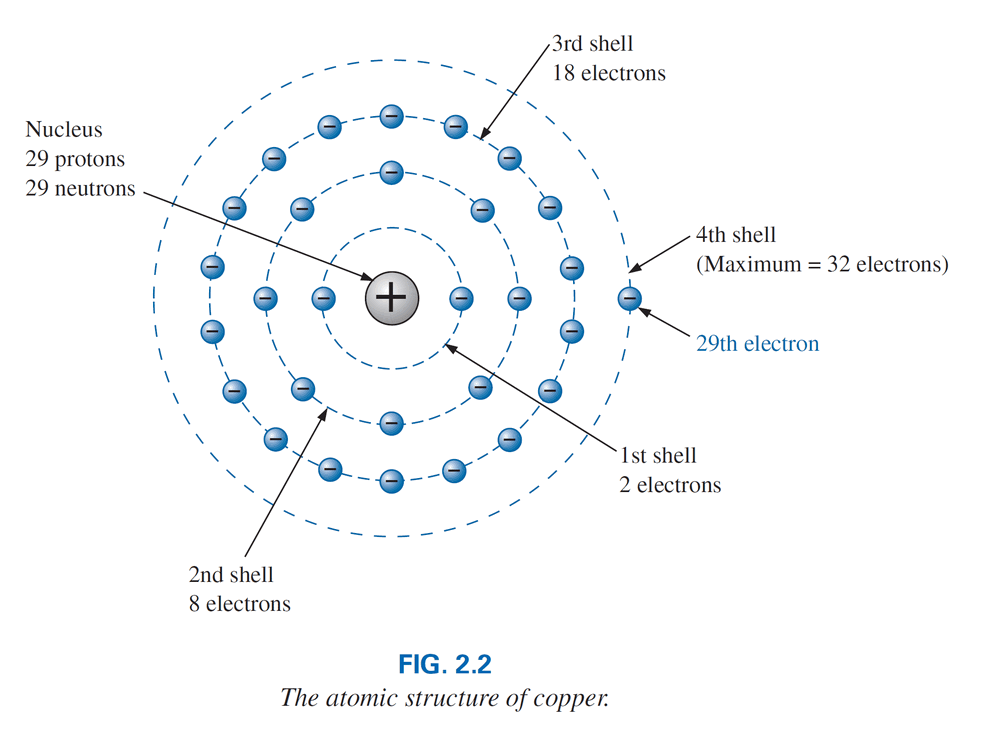 3rd shell
18 electrons
Nucleus
29 protons
29 neutrons
4th shell
(Maximum = 32 electrons)
29th electron
1st shell
2 electrons
2nd shell
8 electrons
FIG. 2.2
The atomic structure of copper.